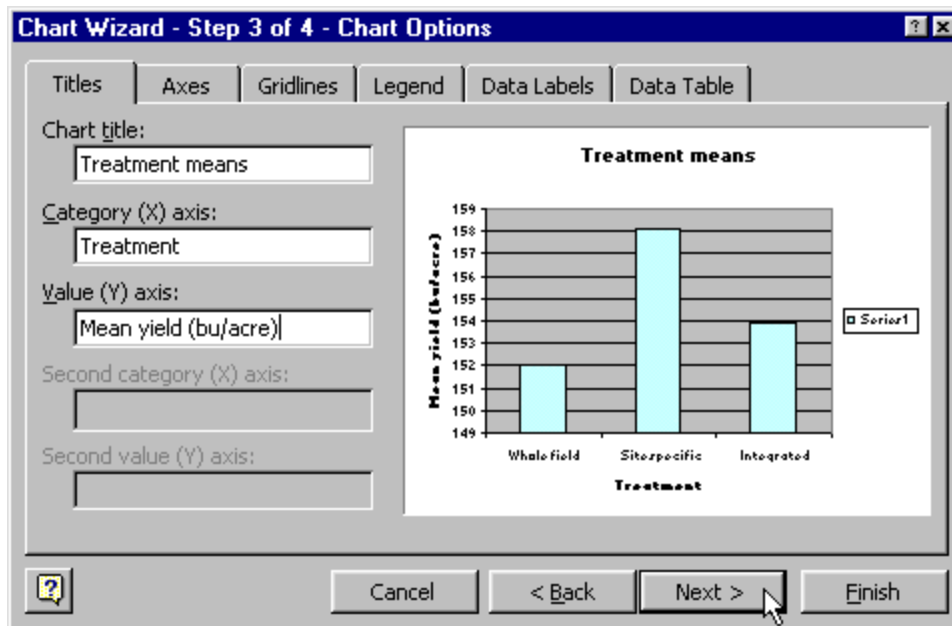 Chart Wizard - Step 3 of 4 - Chart Options
Titles Axes Gridlines Legend Data Labels Data Table
Chart title:
Treatment means
Category (X) axis:
Treatment
Value (Y) axis:
Mean yield (bu/acre)
Second category (X) axis:
Second value (Y) axis:
Treatment means
Mean yield (bu/acre)
159
158
157
156
155
154
153
152
151
150
149
Whole field Site specific Integrated
Treatment
Series1
Cancel < Back Next > Finish